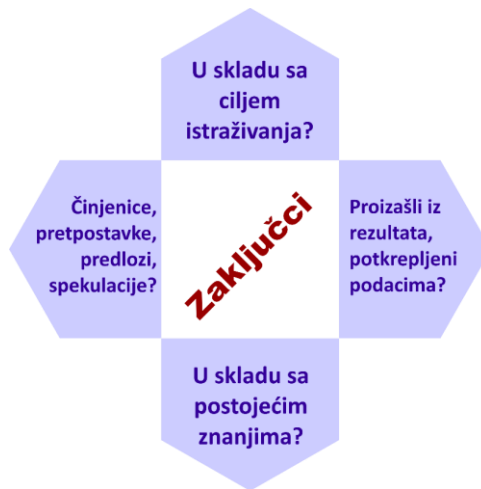 U skladu sa
ciljem
istraživanja?
Činjenice,
pretpostavke,
predlozi,
spekulacije?
Zaključci
Proizašli iz
rezultata,
potkrepljeni
podacima?
U skladu sa
postojećim
znanjima?